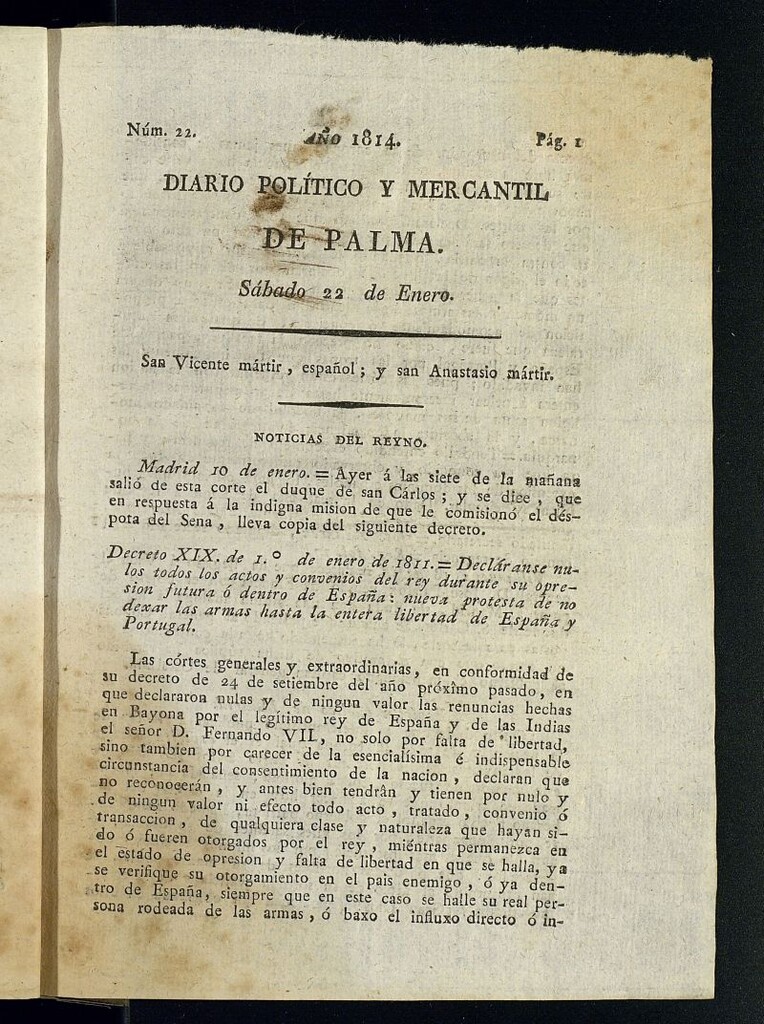 Núm. 22. Año 1814. Pág. 1
DIARIO POLÍTICO Y MERCANTIL
DE PALMA.
Sábado 22 de Enero.
San Vicente mártir, español; y san Anastasio mártir.
NOTICIAS DEL REYNO.
Madrid 10 de enero. = Ayer á las siete de la mañana
salió de esta corte el duque de san Cárlos; y se dice, que
en respuesta á la indigna mision de que le comisionó el dés-
pota del Sena, lleva copia del siguiente decreto.
Decreto XIX. de 1.º de enero de 1811. = Decláranse nu-
los todos los actos y convenios del rey durante su opre-
sion futura ó dentro de España: nueva protesta de no
dexar las armas hasta la entera libertad de España y
Portugal.
Las córtes generales y extraordinarias, en conformidad de
su decreto de 24 de setiembre del año próximo pasado, en
que declararon nulas y de ningun valor las renuncias hechas
en Bayona por el legítimo rey de España y de las Indias
el señor D. Fernando VII, no solo por falta de libertad,
sino tambien por carecer de la esencialísima é indispensable
circunstancia del consentimiento de la nacion, declaran que
no reconocerán, y antes bien tendrán y tienen por nulo y
de ningun valor ni efecto todo acto, tratado, convenio ó
transaccion, de qualquiera clase y naturaleza que hayan si-
do ó fueren otorgados por el rey, miéntras permanezca en
el estado de opresion y falta de libertad en que se halla, ya
se verifique su otorgamiento en el pais enemigo, ó ya den-
tro de España, siempre que en este caso se halle su real per-
sona rodeada de las armas, ó baxo el influxo directo ó in-